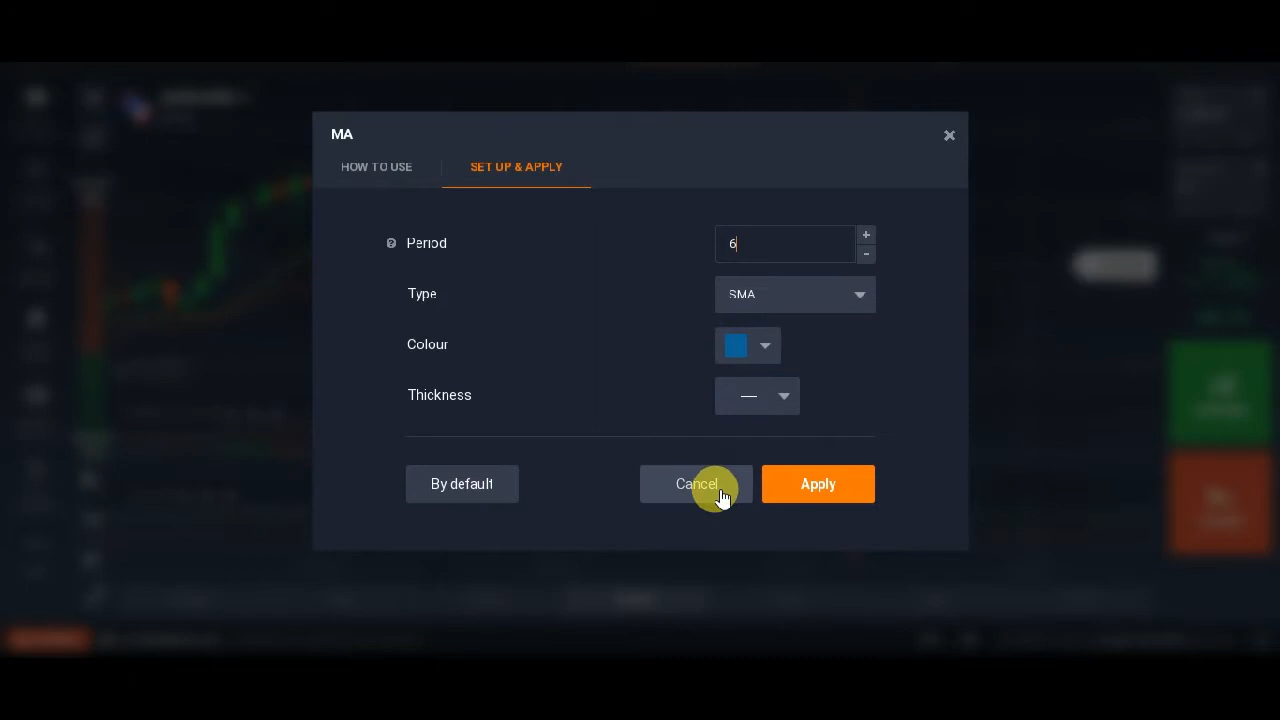 MA
HOW TO USE
SET UP & APPLY
Period
6
Type
SMA
Colour
Thickness
By default
Cancel
Apply